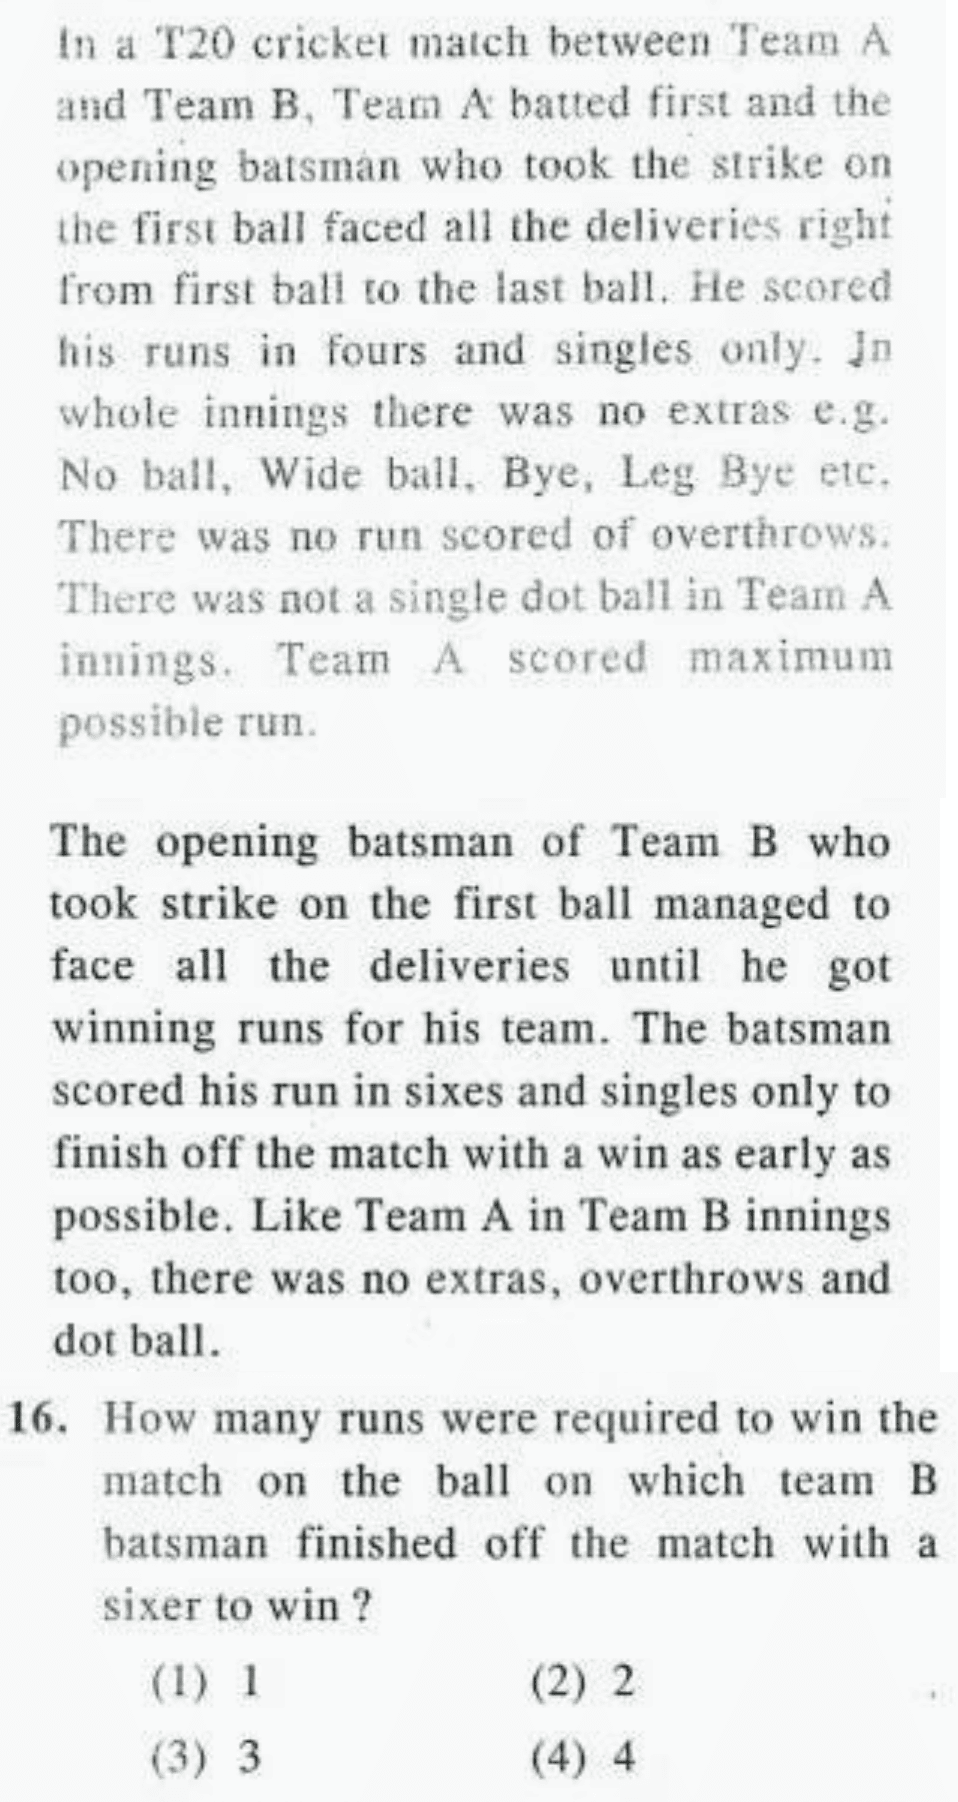 In a T20 cricket match between Team A
and Team B, Team A batted first and the
opening batsman who took the strike on
the first ball faced all the deliveries right
from first ball to the last ball. He scored
his runs in fours and singles only. In
whole innings there was no extras e.g.
No ball, Wide ball, Bye, Leg Bye etc.
There was no run scored of overthrows.
There was not a single dot ball in Team A
innings. Team A scored maximum
possible run.
The opening batsman of Team B who
took strike on the first ball managed to
face all the deliveries until he got
winning runs for his team. The batsman
scored his run in sixes and singles only to
finish off the match with a win as early as
possible. Like Team A in Team B innings
too, there was no extras, overthrows and
dot ball.
16. How many runs were required to win the
match on the ball on which team B
batsman finished off the match with a
sixer to win ?
(1) 1 (2) 2
(3) 3 (4) 4